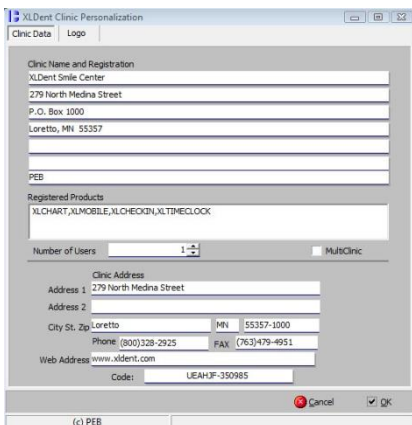 XLDent Clinic Personalization
Clinic Data Logo
Clinic Name and Registration
XLDent Smile Center
279 North Medina Street
P.O. Box 1000
Loretto, MN 55357
PEB
Registered Products
XLCHART,XLMOBILE,XLCHECKIN,XLTIMECLOCK
Number of Users 1 MultiClinic
Clinic Address
Address 1 279 North Medina Street
Address 2
City St. Zip Loretto MN 55357-1000
Phone (800)328-2925 FAX (763)479-4951
Web Address www.xldent.com
Code: UEAHJF-350985
Cancel OK
(c) PEB